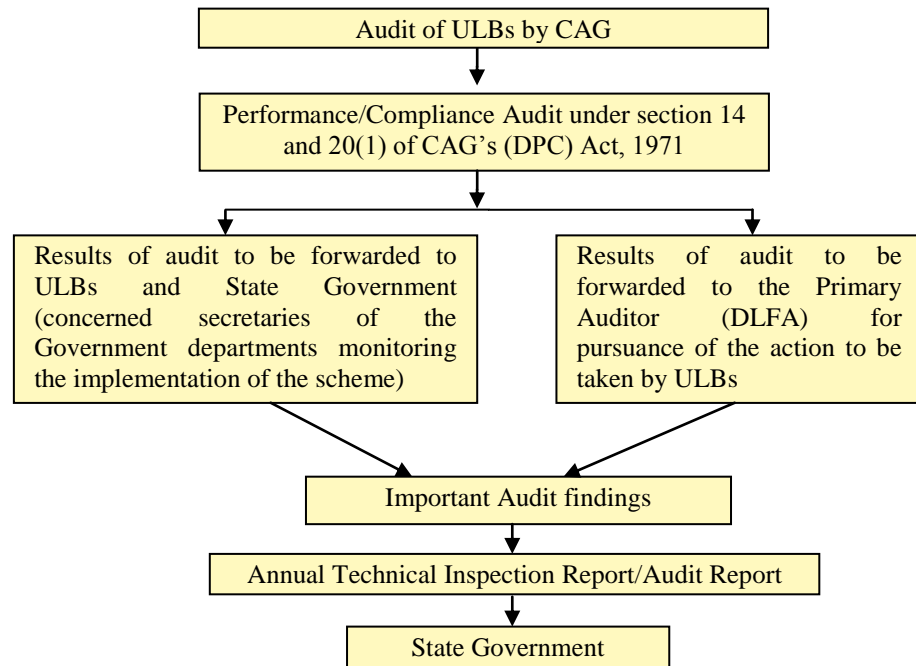 Audit of ULBs by CAG
Performance/Compliance Audit under section 14
and 20(1) of CAG's (DPC) Act, 1971
Results of audit to be forwarded to
ULBs and State Government
(concerned secretaries of the
Government departments monitoring
the implementation of the scheme)
Results of audit to be
forwarded to the Primary
Auditor (DLFA) for
pursuance of the action to be
taken by ULBs
Important Audit findings
Annual Technical Inspection Report/Audit Report
State Government